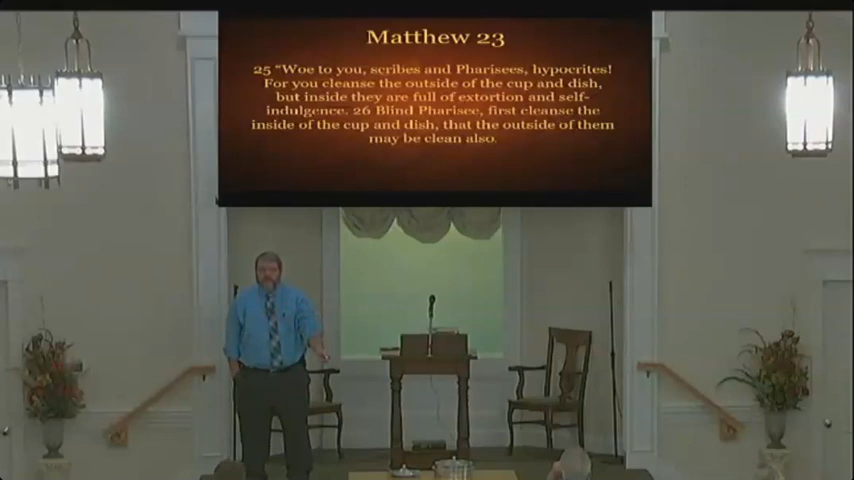 Matthew 23
25 "Woe to you, scribes and Pharisees, hypocrites!
For you cleanse the outside of the cup and dish,
but inside they are full of extortion and self-
indulgence. 26 Blind Pharisee, first cleanse the
inside of the cup and dish, that the outside of them
may be clean also.